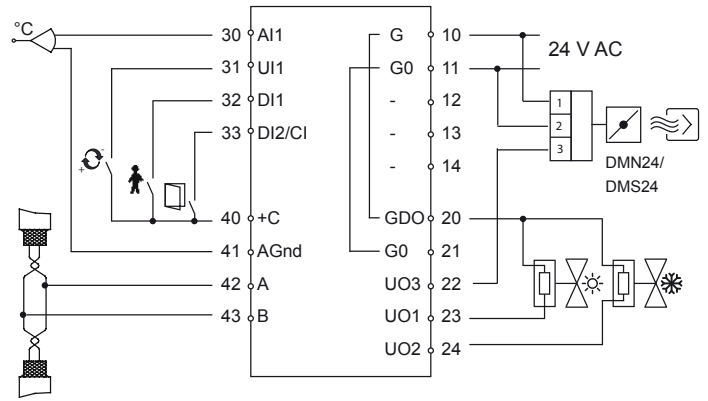 °C
30 AI1 G 10
24 V AC
31 UI1 G0 11
32 DI1 - 12
1
2
3
33 DI2/CI - 13
- 14
DMN24/
DMS24
+ -
40 +C GDO 20
41 AGnd G0 21
42 A UO3 22
43 B UO1 23
UO2 24